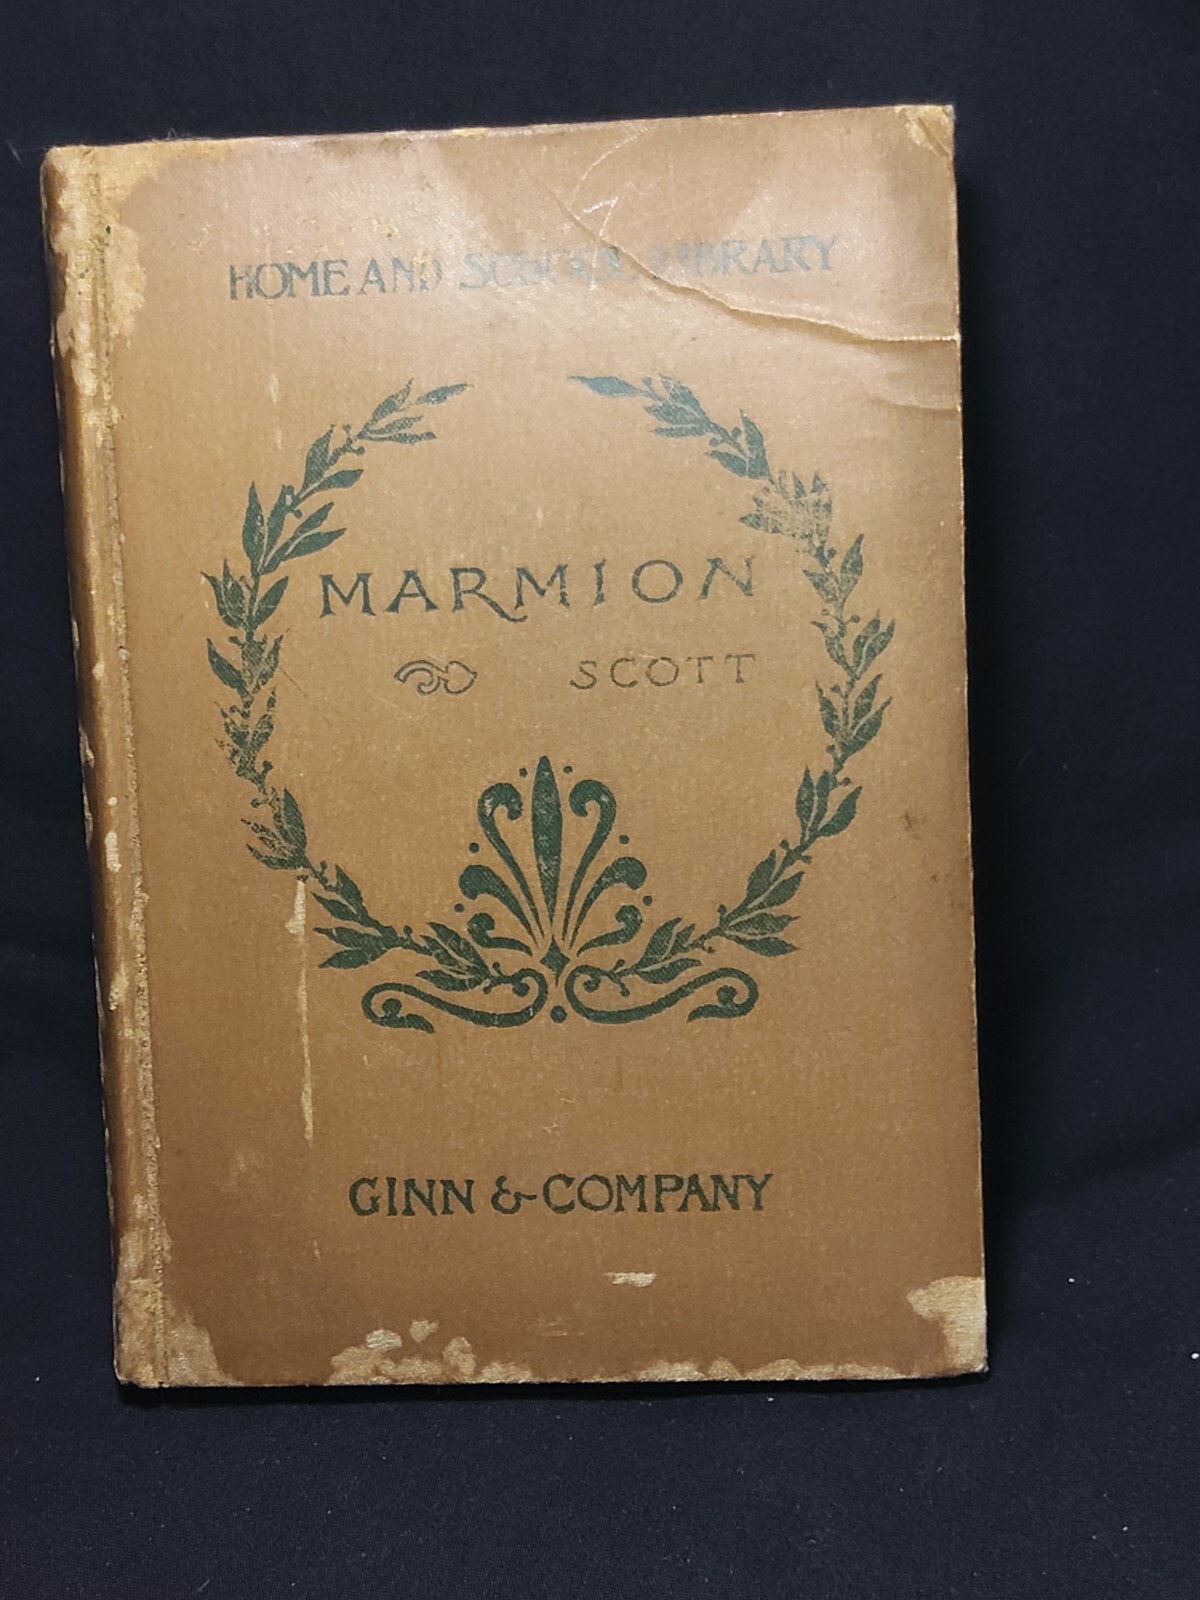 HOME AND SCHOOL LIBRARY
MARMION
SCOTT
GINN & COMPANY